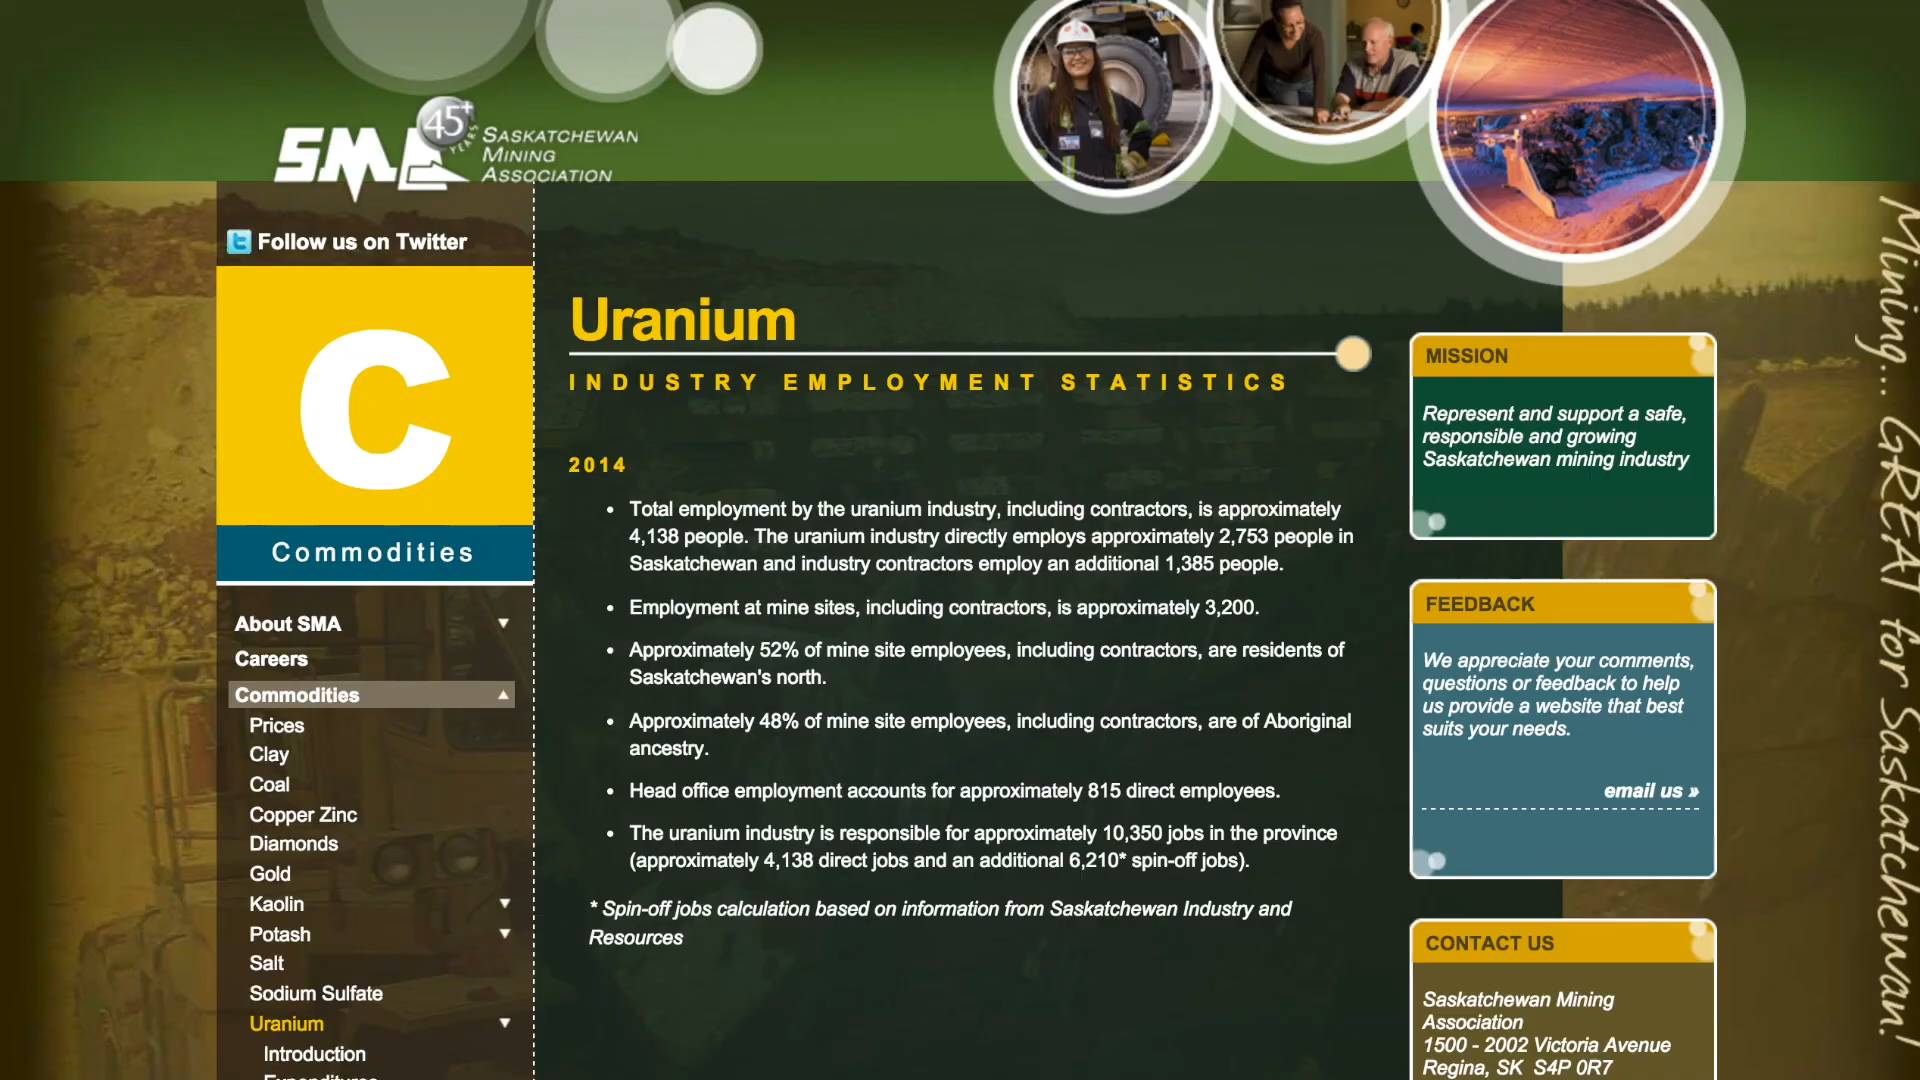 45+
YEARS
SMA
SASKATCHEWAN
MINING
ASSOCIATION
Follow us on Twitter
C
Commodities
About SMA
Careers
Commodities
Prices
Clay
Coal
Copper Zinc
Diamonds
Gold
Kaolin
Potash
Salt
Sodium Sulfate
Uranium
Introduction
Expenditures
Uranium
INDUSTRY EMPLOYMENT STATISTICS
2014
• Total employment by the uranium industry, including contractors, is approximately
4,138 people. The uranium industry directly employs approximately 2,753 people in
Saskatchewan and industry contractors employ an additional 1,385 people.
• Employment at mine sites, including contractors, is approximately 3,200.
• Approximately 52% of mine site employees, including contractors, are residents of
Saskatchewan's north.
• Approximately 48% of mine site employees, including contractors, are of Aboriginal
ancestry.
• Head office employment accounts for approximately 815 direct employees.
• The uranium industry is responsible for approximately 10,350 jobs in the province
(approximately 4,138 direct jobs and an additional 6,210* spin-off jobs).
* Spin-off jobs calculation based on information from Saskatchewan Industry and
Resources
MISSION
Represent and support a safe,
responsible and growing
Saskatchewan mining industry
FEEDBACK
We appreciate your comments,
questions or feedback to help
us provide a website that best
suits your needs.
email us »
CONTACT US
Saskatchewan Mining
Association
1500 - 2002 Victoria Avenue
Regina, SK S4P 0R7
Mining... GREAT for Saskatchewan!